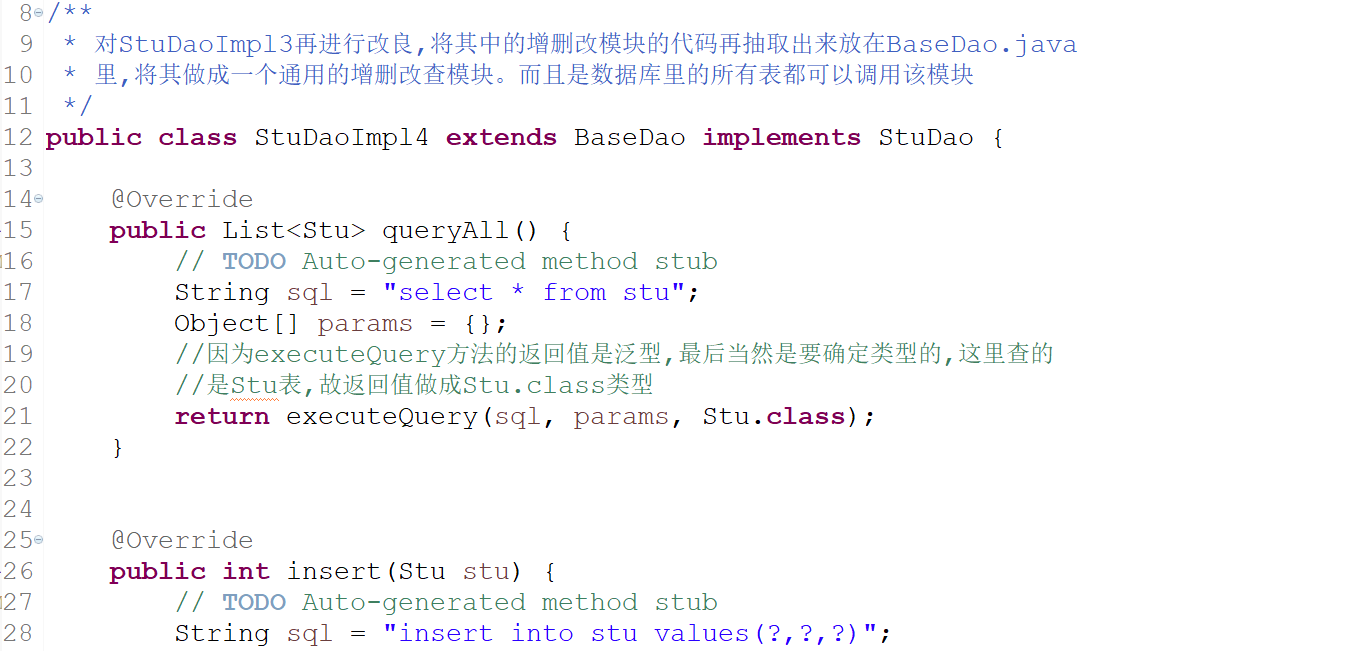 8 /**
9  * 对StuDaoImpl3再进行改良,将其中的增删改模块的代码再抽取出来放在BaseDao.java
10  * 里,将其做成一个通用的增删改查模块。而且是数据库里的所有表都可以调用该模块
11  */
12 public class StuDaoImpl4 extends BaseDao implements StuDao {
13
14     @Override
15     public List<Stu> queryAll() {
16         // TODO Auto-generated method stub
17         String sql = "select * from stu";
18         Object[] params = {};
19         //因为executeQuery方法的返回值是泛型,最后当然是要确定类型的,这里查的
20         //是Stu表,故返回值做成Stu.class类型
21         return executeQuery(sql, params, Stu.class);
22     }
23
24
25     @Override
26     public int insert(Stu stu) {
27         // TODO Auto-generated method stub
28         String sql = "insert into stu values(?,?,?)";